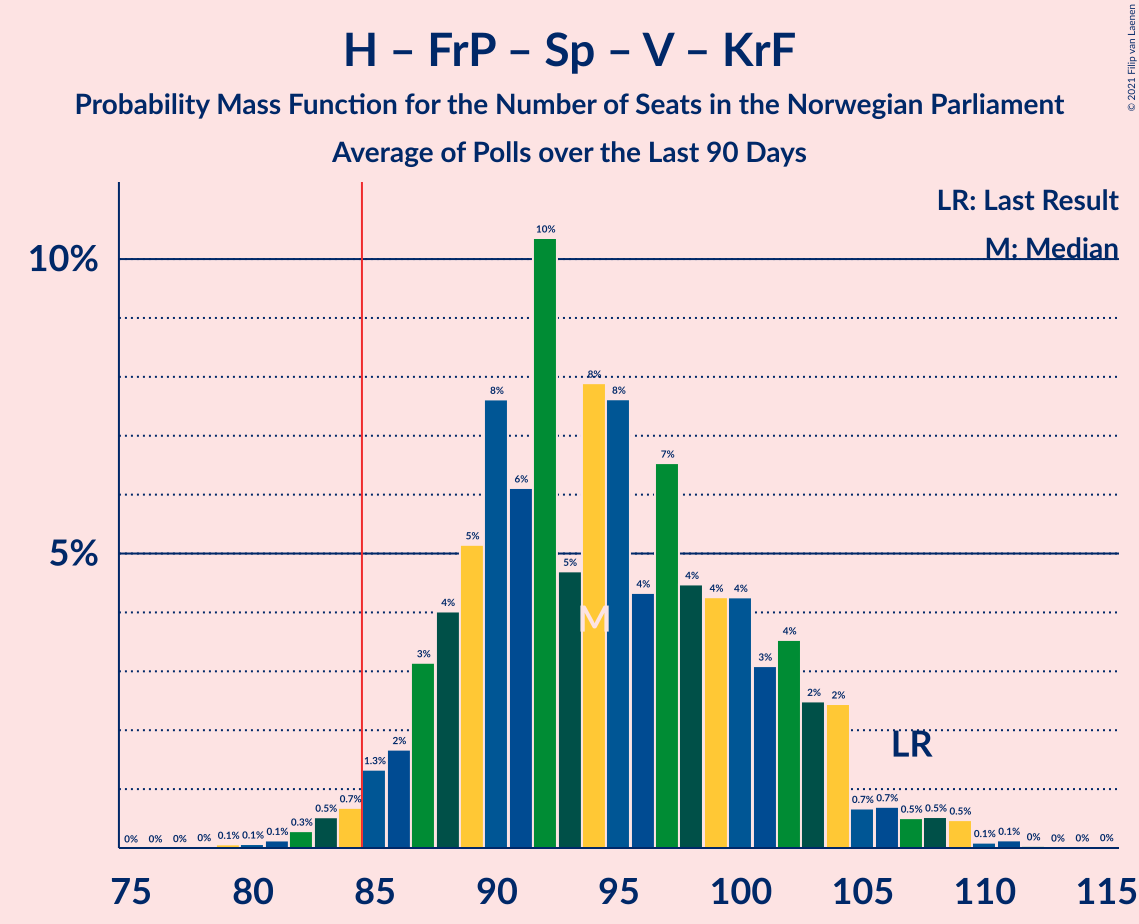 H – FrP – Sp – V – KrF
Probability Mass Function for the Number of Seats in the Norwegian Parliament
Average of Polls over the Last 90 Days
© 2021 Filip van Laenen
LR: Last Result
M: Median
10%
5%
0% 0% 0% 0% 0.1% 0.1% 0.1% 0.3% 0.5% 0.7% 1.3% 2% 3% 4% 5% 8% 6% 10% 5% 8% 8% 4% 7% 4% 4% 4% 3% 4% 2% 2% 0.7% 0.7% 0.5% 0.5% 0.5% 0.1% 0.1% 0% 0% 0% 0%
M
LR
75 80 85 90 95 100 105 110 115